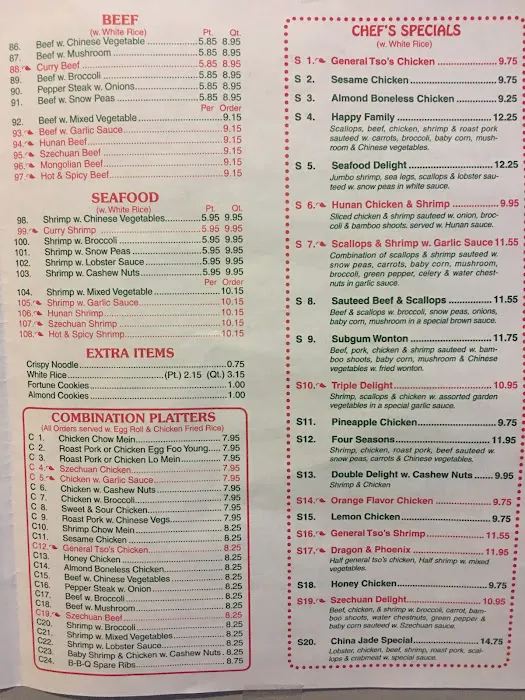 BEEF
(w. White Rice) Pt. Qt.
86. Beef w. Chinese Vegetable 5.85 8.95
87. Beef w. Mushroom 5.85 8.95
88. Curry Beef 5.85 8.95
89. Beef w. Broccoli 5.85 8.95
90. Pepper Steak w. Onions 5.85 8.95
91. Beef w. Snow Peas 5.85 8.95
Per Order
92. Beef w. Mixed Vegetable 9.15
93. Beef w. Garlic Sauce 9.15
94. Hunan Beef 9.15
95. Szechuan Beef 9.15
96. Mongolian Beef 9.15
97. Hot & Spicy Beef 9.15
SEAFOOD
(w. White Rice) Pt. Qt.
98. Shrimp w. Chinese Vegetables 5.95 9.95
99. Curry Shrimp 5.95 9.95
100. Shrimp w. Broccoli 5.95 9.95
101. Shrimp w. Snow Peas 5.95 9.95
102. Shrimp w. Lobster Sauce 5.95 9.95
103. Shrimp w. Cashew Nuts 5.95 9.95
Per Order
104. Shrimp w. Mixed Vegetable 10.15
105. Shrimp w. Garlic Sauce 10.15
106. Hunan Shrimp 10.15
107. Szechuan Shrimp 10.15
108. Hot & Spicy Shrimp 10.15
EXTRA ITEMS
Crispy Noodle 0.75
White Rice (Pt.) 2.15 (Qt.) 3.15
Fortune Cookies 1.00
Almond Cookies 1.00
COMBINATION PLATTERS
(All Orders served w. Egg Roll & Chicken Fried Rice)
C 1. Chicken Chow Mein 7.95
C 2. Roast Pork or Chicken Egg Foo Young 7.95
C 3. Roast Pork or Chicken Lo Mein 7.95
C 4. Szechuan Chicken 7.95
C 5. Chicken w. Garlic Sauce 7.95
C 6. Chicken w. Cashew Nuts 7.95
C 7. Chicken w. Broccoli 7.95
C 8. Sweet & Sour Chicken 7.95
C 9. Roast Pork w. Chinese Vegs 7.95
C10. Shrimp Chow Mein 8.25
C11. Sesame Chicken 8.25
C12. General Tso's Chicken 8.25
C13. Honey Chicken 8.25
C14. Almond Boneless Chicken 8.25
C15. Beef w. Chinese Vegetables 8.25
C16. Pepper Steak w. Onion 8.25
C17. Beef w. Broccoli 8.25
C18. Beef w. Mushroom 8.25
C19. Szechuan Beef 8.25
C20. Shrimp w. Broccoli 8.25
C21. Shrimp w. Mixed Vegetables 8.25
C22. Shrimp w. Lobster Sauce 8.25
C23. Baby Shrimp & Chicken w. Cashew Nuts 8.25
C24. B-B-Q Spare Ribs 8.75
CHEF'S SPECIALS
(w. White Rice)
S 1. General Tso's Chicken 9.75
S 2. Sesame Chicken 9.75
S 3. Almond Boneless Chicken 9.25
S 4. Happy Family 12.25
Scallops, beef, chicken, shrimp & roast pork
sauteed w. carrots, broccoli, baby corn, mush-
room & Chinese vegetables.
S 5. Seafood Delight 12.25
Jumbo shrimp, sea legs, scallops & lobster sau-
teed w. snow peas in white sauce.
S 6. Hunan Chicken & Shrimp 9.95
Sliced chicken & shrimp sauteed w. onion, broc-
coli & bamboo shoots. served w. Hunan sauce.
S 7. Scallops & Shrimp w. Garlic Sauce 11.55
Combination of scallops & shrimp sauteed w.
snow peas, carrots, baby corn, mushroom,
broccoli, green pepper, celery & water chest-
nuts in garlic sauce.
S 8. Sauteed Beef & Scallops 11.55
Beef & scallops w. broccoli, snow peas, onions,
baby corn, mushroom in a special brown sauce.
S 9. Subgum Wonton 11.75
Beef, pork, chicken & shrimp sauteed w. bam-
boo shoots, baby corn, mushroom & Chinese
vegetables w. fried wonton.
S10. Triple Delight 10.95
Shrimp, scallops & chicken w. assorted garden
vegetables in a special garlic sauce.
S11. Pineapple Chicken 9.75
S12. Four Seasons 11.95
Shrimp, chicken, roast pork, beef sauteed w.
snow peas, carrots & Chinese vegetables.
S13. Double Delight w. Cashew Nuts 9.95
Shrimp & Chicken
S14. Orange Flavor Chicken 9.75
S15. Lemon Chicken 9.75
S16. General Tso's Shrimp 11.55
S17. Dragon & Phoenix 11.95
Half general tso's chicken, Half shrimp w. mixed
vegetables.
S18. Honey Chicken 9.75
S19. Szechuan Delight 10.95
Beef, chicken, & shrimp w. broccoli, carrot, bam-
boo shoots, water chestnuts, green pepper &
baby corn sauteed w. Szechuan sauce.
S20. China Jade Special 14.75
Lobster, chicken, beef, shrimp, roast pork, scal-
lops & crabmeat w. special sauce.